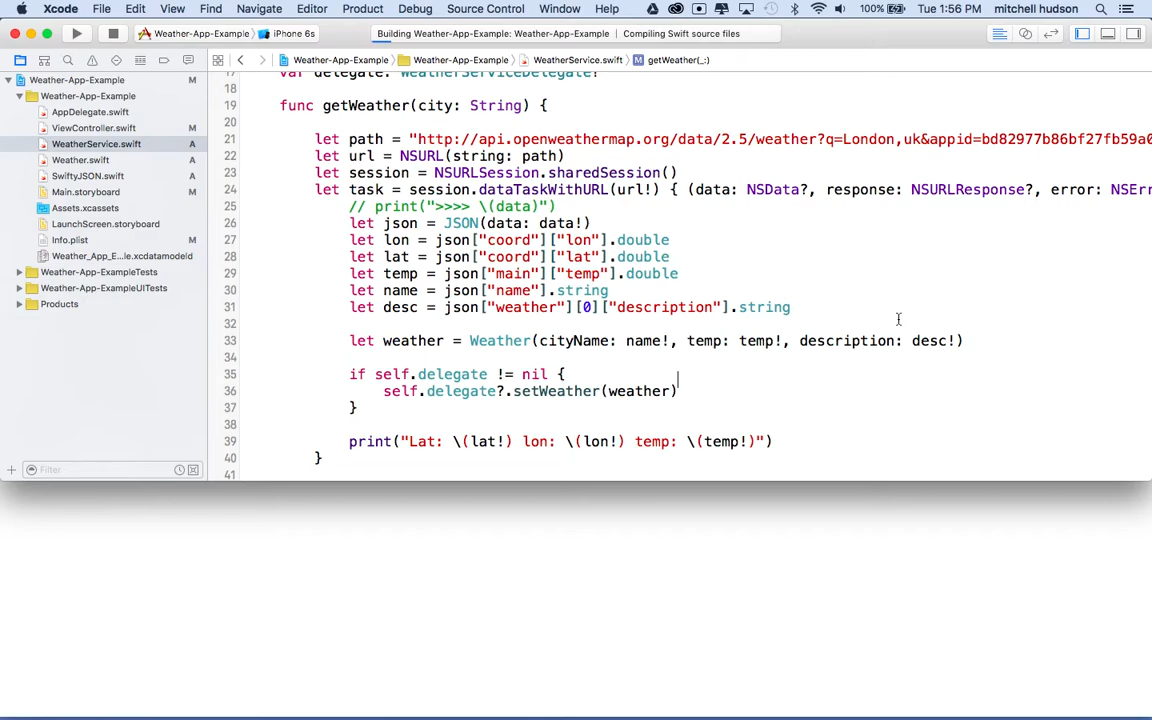 Xcode File Edit View Find Navigate Editor Product Debug Source Control Window Help 100% Tue 1:56 PM mitchell hudson
Weather-App-Example iPhone 6s Building Weather-App-Example: Weather-App-Example | Compiling Swift source files
Weather-App-Example Weather-App-Example WeatherService.swift M getWeather(_:)
Weather-App-Example M
Weather-App-Example
AppDelegate.swift
ViewController.swift M
WeatherService.swift A
Weather.swift A
SwiftyJSON.swift A
Main.storyboard M
Assets.xcassets
LaunchScreen.storyboard
Info.plist M
Weather_App_E...le.xcdatamodeld
Weather-App-ExampleTests
Weather-App-ExampleUITests
Products
Filter
17 var delegate: WeatherServiceDelegate?
18
19 func getWeather(city: String) {
20
21 let path = "http://api.openweathermap.org/data/2.5/weather?q=London,uk&appid=bd82977b86bf27fb59a0
22 let url = NSURL(string: path)
23 let session = NSURLSession.sharedSession()
24 let task = session.dataTaskWithURL(url!) { (data: NSData?, response: NSURLResponse?, error: NSErr
25 // print(">>>> \(data)")
26 let json = JSON(data: data!)
27 let lon = json["coord"]["lon"].double
28 let lat = json["coord"]["lat"].double
29 let temp = json["main"]["temp"].double
30 let name = json["name"].string
31 let desc = json["weather"][0]["description"].string
32
33 let weather = Weather(cityName: name!, temp: temp!, description: desc!)
34
35 if self.delegate != nil {
36 self.delegate?.setWeather(weather)
37 }
38
39 print("Lat: \(lat!) lon: \(lon!) temp: \(temp!)")
40 }
41